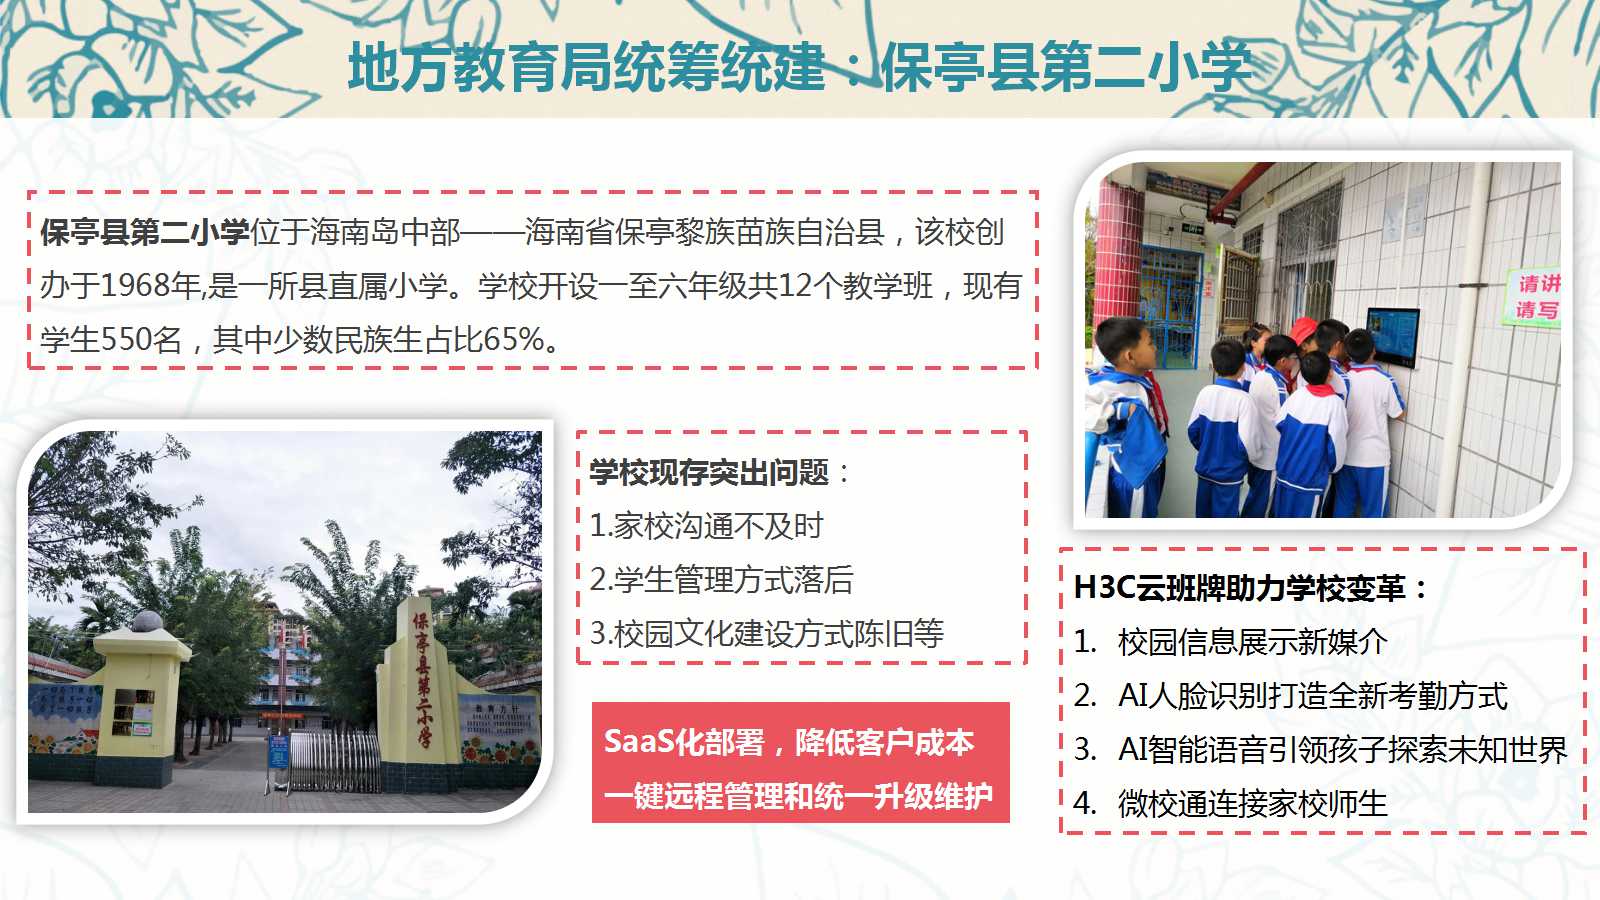 地方教育局统筹统建：保亭县第二小学
保亭县第二小学位于海南岛中部——海南省保亭黎族苗族自治县，该校创
办于1968年,是一所县直属小学。学校开设一至六年级共12个教学班，现有
学生550名，其中少数民族生占比65%。
请讲
请写
保亭县第二小学
教育方针
学校现存突出问题：
1.家校沟通不及时
2.学生管理方式落后
3.校园文化建设方式陈旧等
SaaS化部署，降低客户成本
一键远程管理和统一升级维护
H3C云班牌助力学校变革：
1. 校园信息展示新媒介
2. AI人脸识别打造全新考勤方式
3. AI智能语音引领孩子探索未知世界
4. 微校通连接家校师生